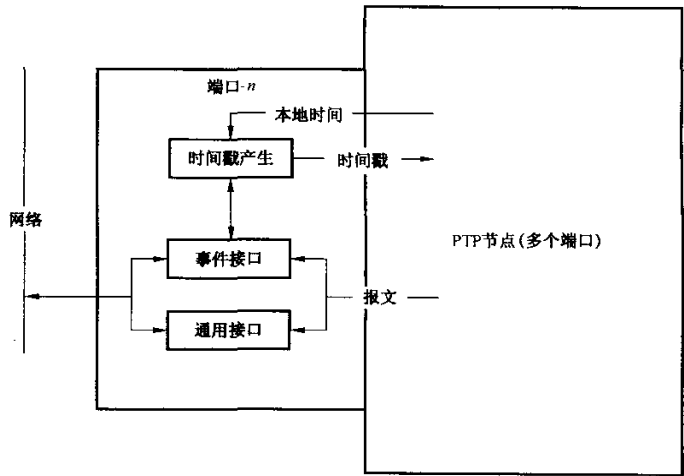 端口-n
本地时间
时间戳产生
时间戳
网络
PTP节点(多个端口)
事件接口
报文
通用接口